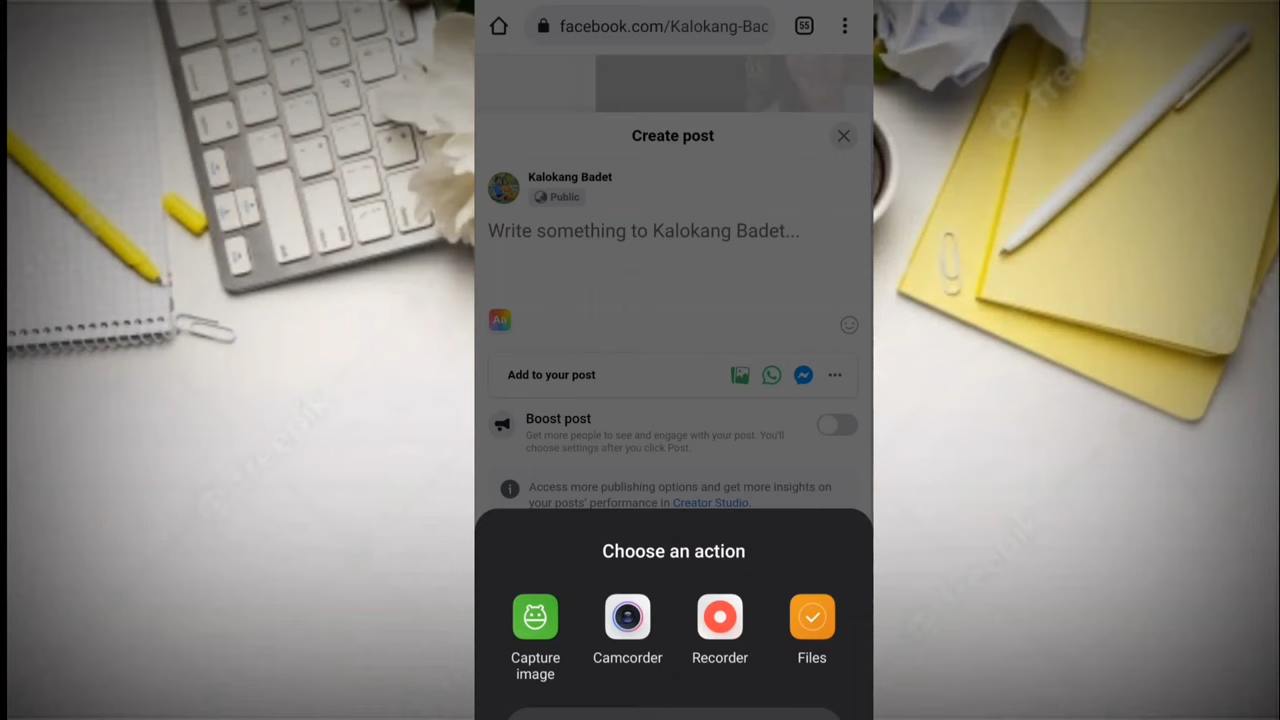 facebook.com/Kalokang-Bac
55
Create post
Kalokang Badet
Public
Write something to Kalokang Badet...
Aa
Add to your post
Boost post
Get more people to see and engage with your post. You'll
choose settings after you click Post.
Access more publishing options and get more insights on
your posts' performance in Creator Studio.
Choose an action
Capture image
Camcorder
Recorder
Files